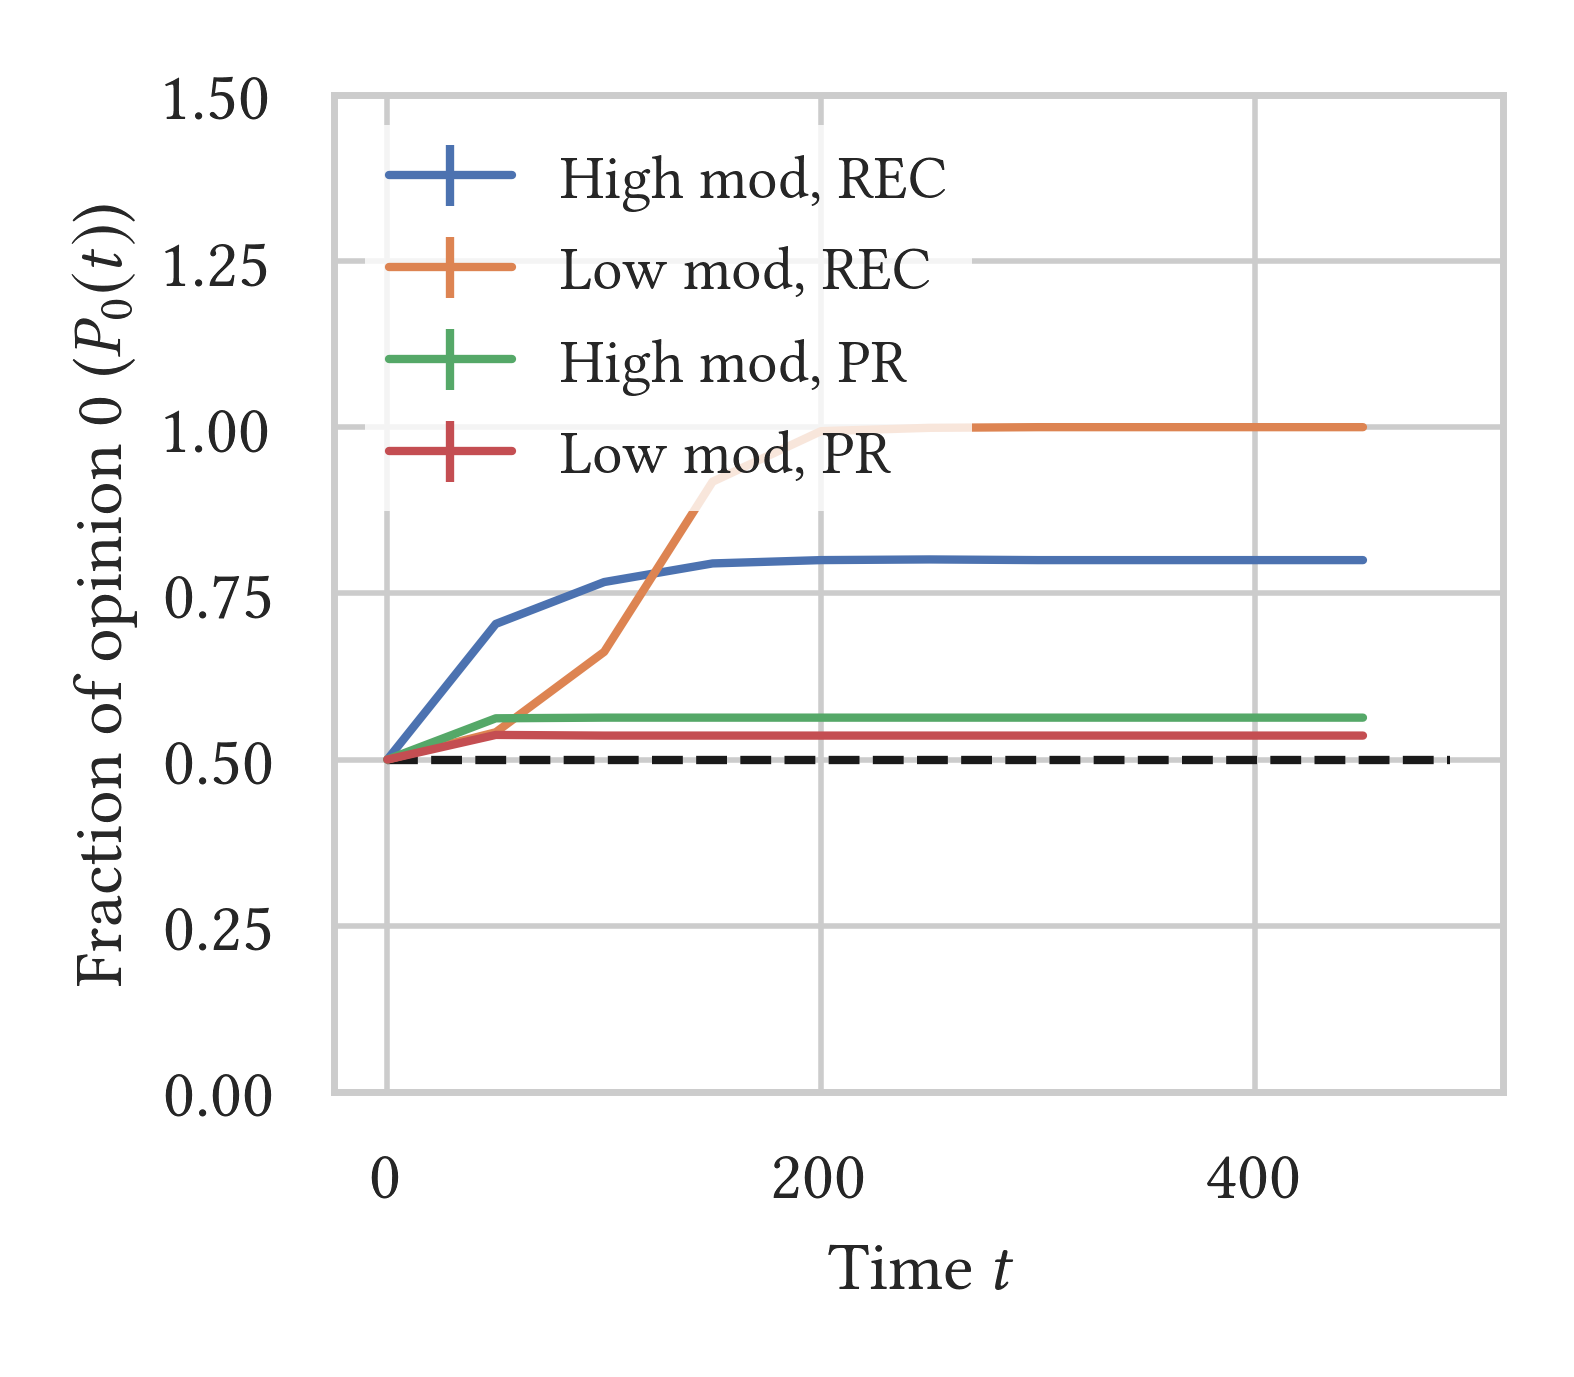 1.50
1.25
1.00
0.75
0.50
0.25
0.00
Fraction of opinion 0 (P₀(t))
High mod, REC
Low mod, REC
High mod, PR
Low mod, PR
0 200 400
Time t